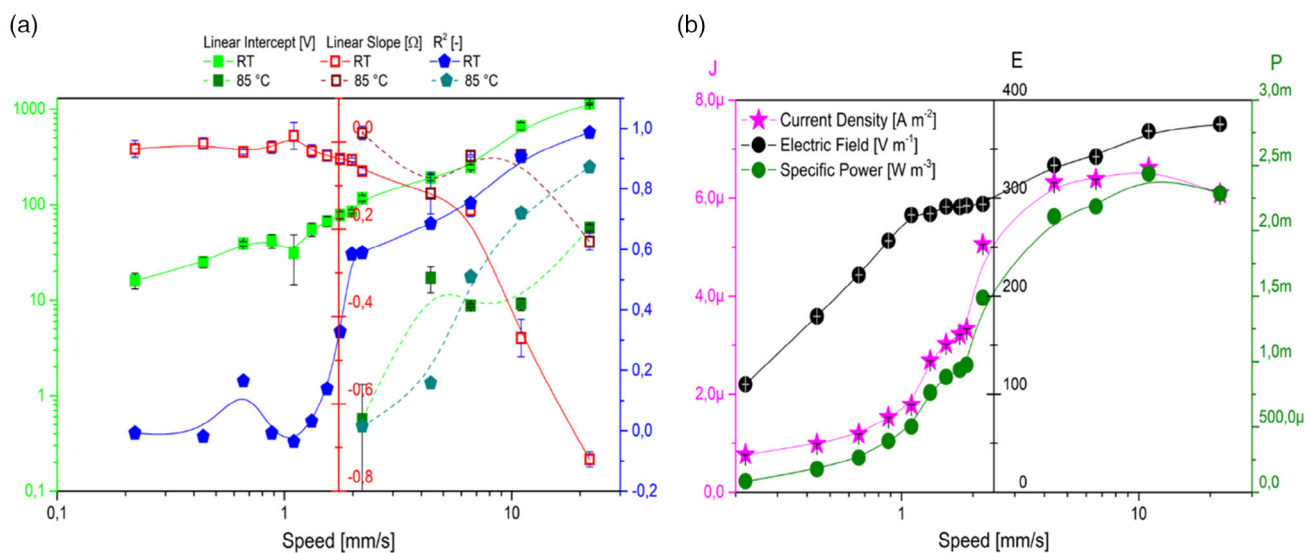 (a)
Linear Intercept [V] Linear Slope [Ω] R² [-]
RT RT RT
85 °C 85 °C 85 °C
1000
100
10
1
0,1
0,0
-0,2
-0,4
-0,6
-0,8
1,0
0,8
0,6
0,4
0,2
0,0
-0,2
0,1 1 10
Speed [mm/s]
(b)
J E P
Current Density [A m⁻²]
Electric Field [V m⁻¹]
Specific Power [W m⁻³]
8,0µ
6,0µ
4,0µ
2,0µ
0,0
400
300
200
100
0
3,0m
2,5m
2,0m
1,5m
1,0m
500,0µ
0,0
1 10
Speed [mm/s]